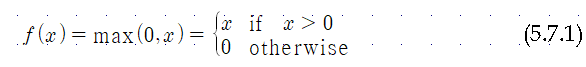 f(x) = max(0, x) = {x if x > 0
0 otherwise (5.7.1)